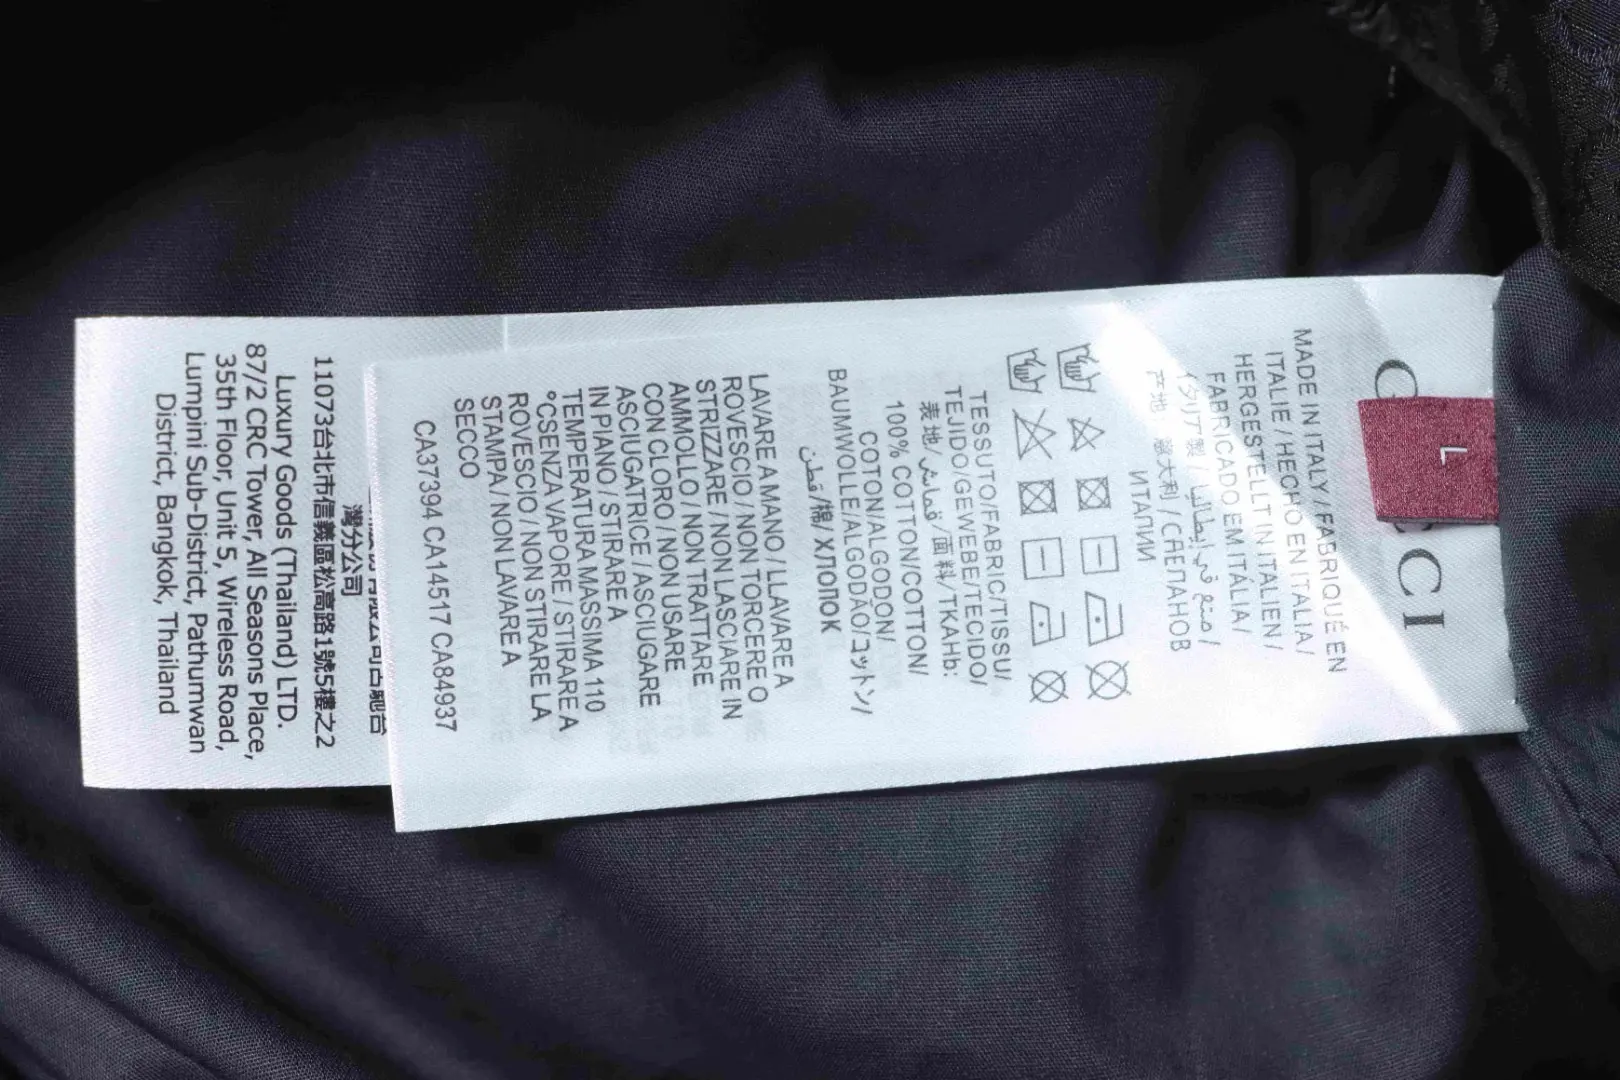 L
MADE IN ITALY / FABRIQUÉ EN
ITALIE / HECHO EN ITALIA /
HERGESTELLT IN ITALIEN /
FABRICADO EM ITÁLIA /
イタリア製 / صنع في إيطاليا /
产地 意大利 / СДЕЛАНОВ
ИТАЛИИ
TESSUTO/FABRIC/TISSU/
TEJIDO/GEWEBE/TECIDO/
表地/قماش/面料/TKAHb:
100% COTTON/COTTON/
COTON/ALGODON/
BAUMWOLLE/ALGODÃO/コットン/
قطن/棉 ХЛОПОК
LAVARE A MANO / LLAVARE A
ROVESCIO / NON TORCERE O
STRIZZARE / NON LASCIARE IN
AMMOLLO / NON TRATTARE
CON CLORO / NON USARE
ASCIUGATRICE / ASCIUGARE
IN PIANO / STIRARE A
TEMPERATURA MASSIMA 110
°CSENZA VAPORE / STIRARE A
ROVESCIO / NON STIRARE LA
STAMPA / NON LAVARE A
SECCO
CA37394 CA14517 CA84937
灣分公司
11073台北市信義區松高路1號5樓之2
Luxury Goods (Thailand) LTD.
87/2 CRC Tower, All Seasons Place,
35th Floor, Unit 5, Wireless Road,
Lumpini Sub-District, Pathumwan
District, Bangkok, Thailand